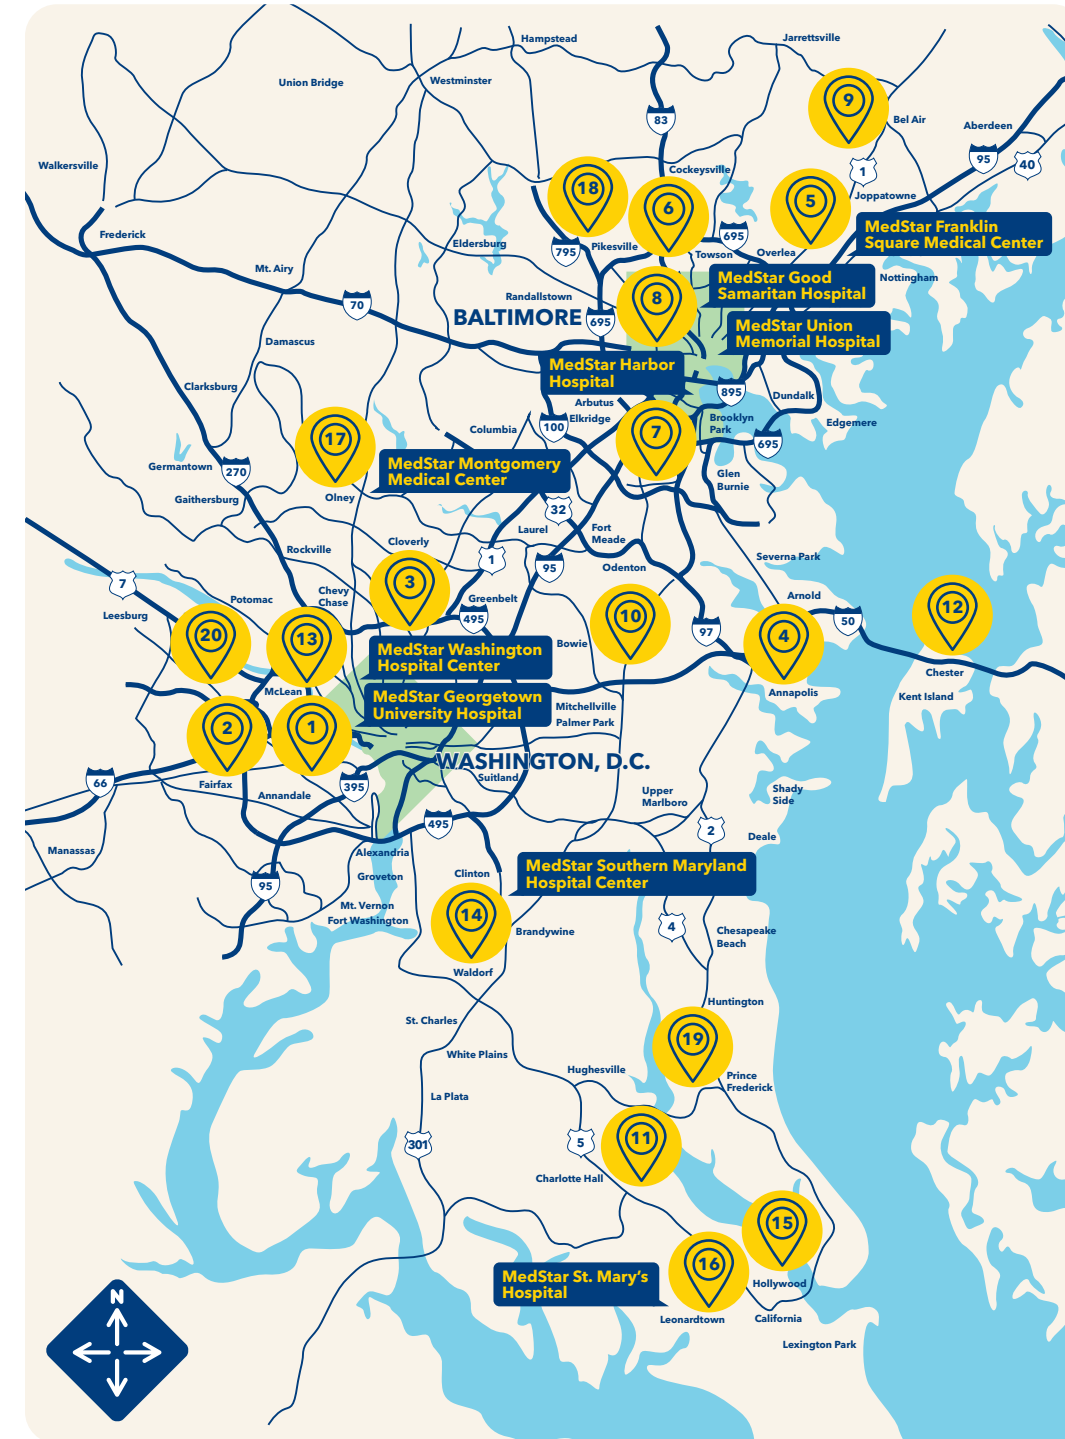 Hampstead
Jarrettsville
Union Bridge
Westminster
9
83
Bel Air
Aberdeen
95
40
Walkersville
Cockeysville
1
18
6
5
Joppatowne
MedStar Franklin
Square Medical Center
Frederick
Eldersburg
795
Pikesville
695
Towson
Overlea
Nottingham
Mt. Airy
MedStar Good
Samaritan Hospital
70
Randallstown
8
BALTIMORE
695
MedStar Union
Memorial Hospital
Damascus
MedStar Harbor
Hospital
Clarksburg
895
Dundalk
Arbutus
Elkridge
100
Columbia
7
Brooklyn
Park
Edgemere
695
17
Germantown
270
MedStar Montgomery
Medical Center
Glen
Burnie
Gaithersburg
Olney
32
Laurel
Fort
Meade
Cloverly
Rockville
1
95
Odenton
Severna Park
7
Leesburg
Potomac
Chevy
Chase
3
Greenbelt
495
Arnold
50
12
20
13
10
97
4
Bowie
MedStar Washington
Hospital Center
Chester
McLean
Annapolis
Kent Island
MedStar Georgetown
University Hospital
Mitchellville
Palmer Park
2
1
WASHINGTON, D.C.
66
Fairfax
Annandale
395
Suitland
Upper
Marlboro
Shady
Side
495
2
Deale
Manassas
Alexandria
Groveton
Clinton
MedStar Southern Maryland
Hospital Center
95
Mt. Vernon
Fort Washington
14
Brandywine
4
Chesapeake
Beach
Waldorf
Huntington
St. Charles
19
White Plains
Hughesville
Prince
Frederick
La Plata
301
5
11
Charlotte Hall
15
16
MedStar St. Mary’s
Hospital
Hollywood
Leonardtown
California
Lexington Park
N